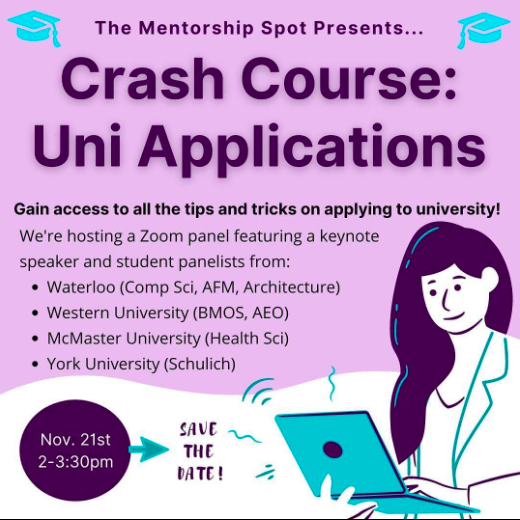 The Mentorship Spot Presents...
Crash Course:
Uni Applications
Gain access to all the tips and tricks on applying to university!
We're hosting a Zoom panel featuring a keynote
speaker and student panelists from:
• Waterloo (Comp Sci, AFM, Architecture)
• Western University (BMOS, AEO)
• McMaster University (Health Sci)
• York University (Schulich)
Nov. 21st
2-3:30pm
SAVE
THE
DATE!